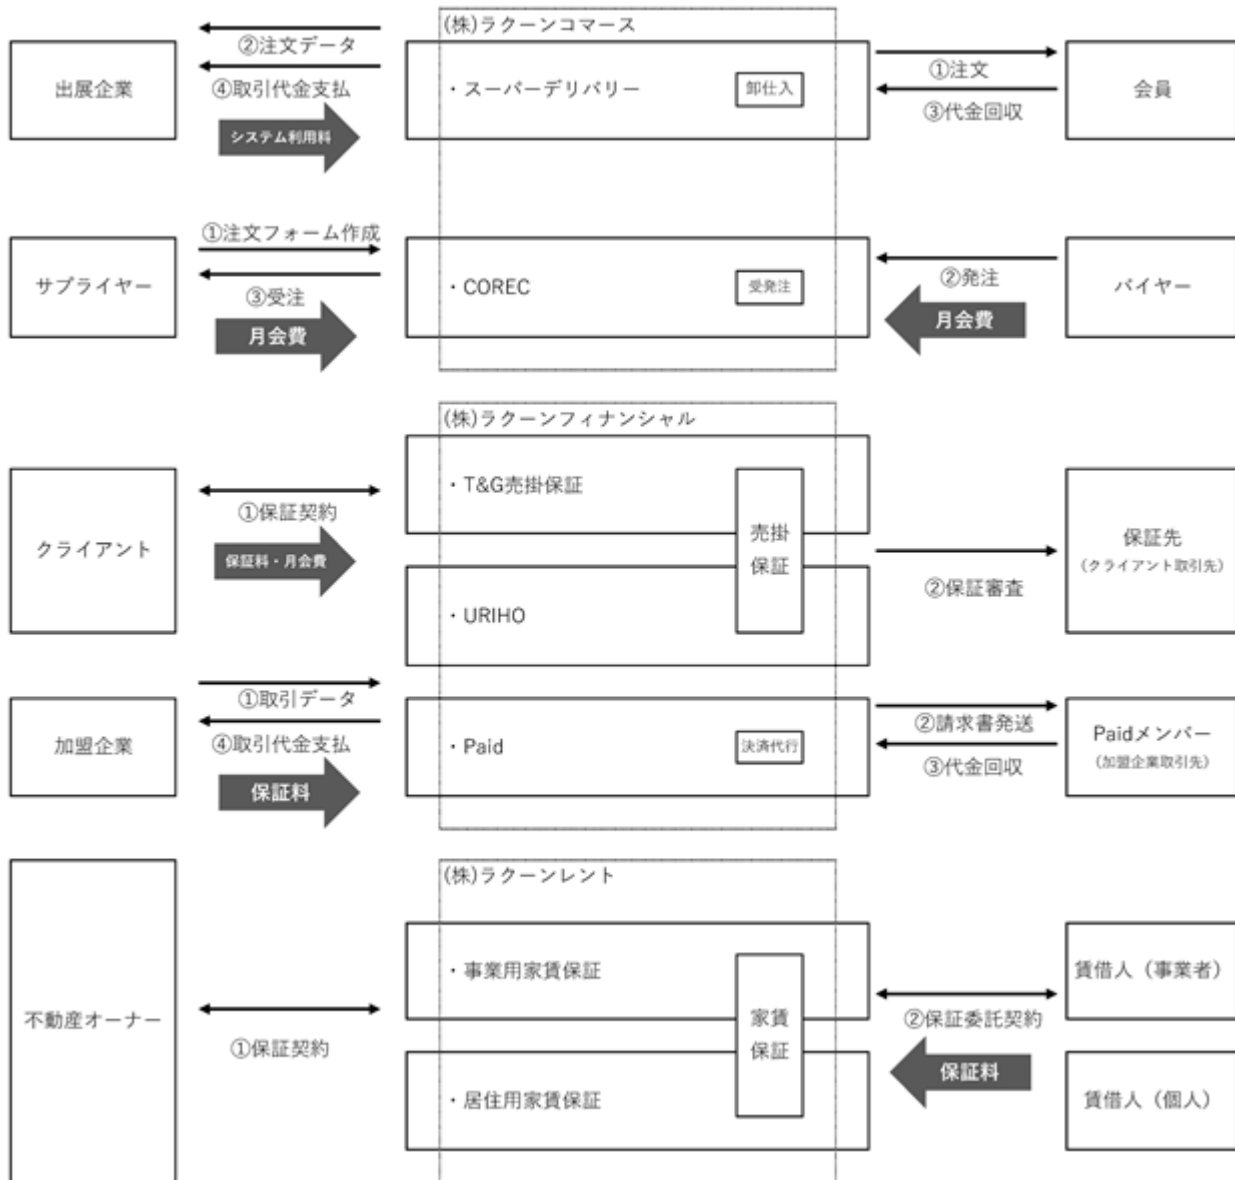 (株)ラクーンコマース
出展企業
②注文データ
④取引代金支払
システム利用料
・スーパーデリバリー
卸仕入
①注文
③代金回収
会員
サプライヤー
①注文フォーム作成
③受注
月会費
・COREC
受発注
②発注
月会費
バイヤー
(株)ラクーンフィナンシャル
クライアント
①保証契約
保証料・月会費
・T&G売掛保証
売掛
保証
・URIHO
②保証審査
保証先
(クライアント取引先)
加盟企業
①取引データ
④取引代金支払
保証料
・Paid
決済代行
②請求書発送
③代金回収
Paidメンバー
(加盟企業取引先)
(株)ラクーンレント
不動産オーナー
①保証契約
・事業用家賃保証
家賃
保証
・居住用家賃保証
②保証委託契約
保証料
賃借人（事業者）
賃借人（個人）